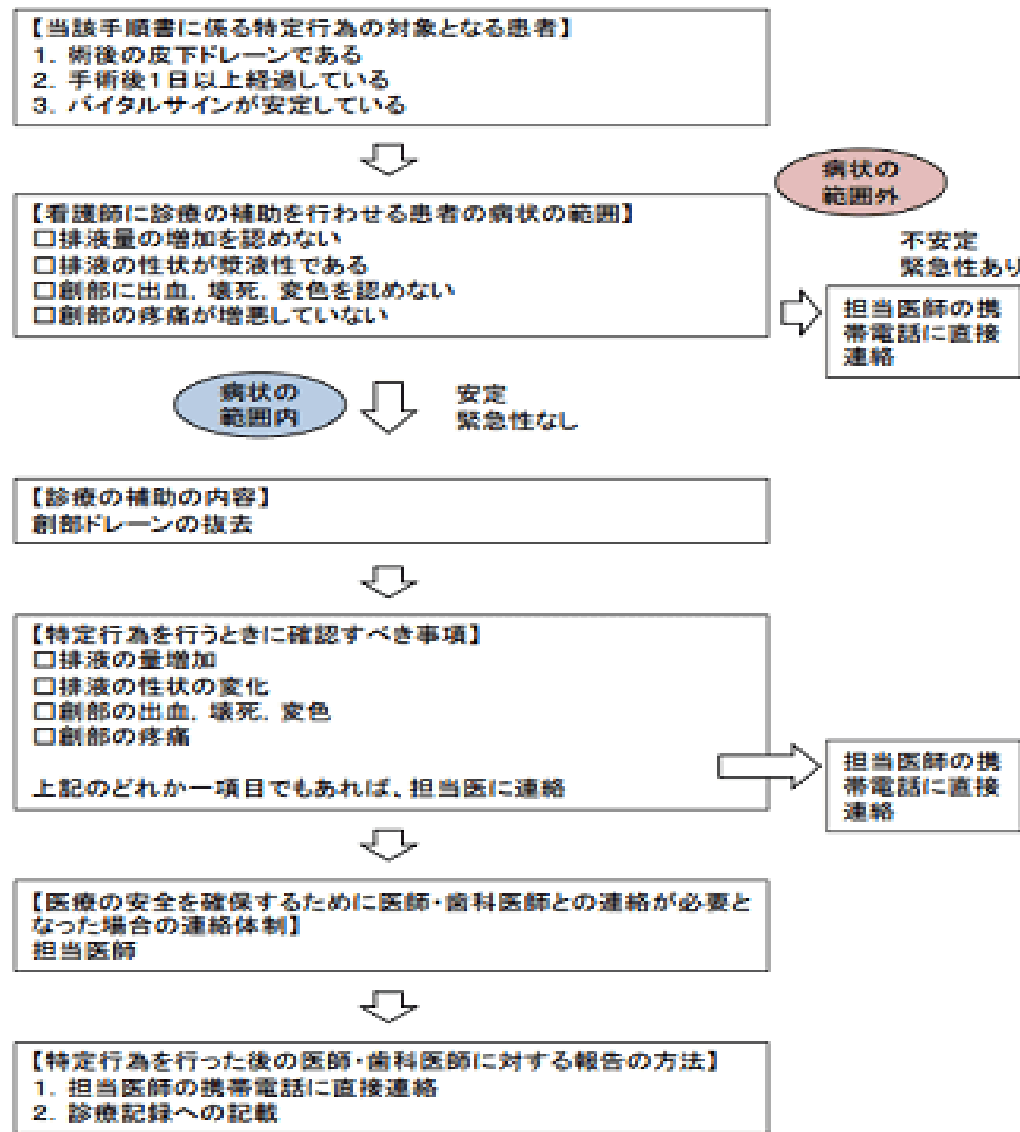 【当該手順書に係る特定行為の対象となる患者】
1. 術後の皮下ドレーンである
2. 手術後1日以上経過している
3. バイタルサインが安定している
病状の
範囲外
【看護師に診療の補助を行わせる患者の病状の範囲】
□排液量の増加を認めない
□排液の性状が漿液性である
□創部に出血, 壊死, 変色を認めない
□創部の疼痛が増悪していない
不安定
緊急性あり
担当医師の携
帯電話に直接
連絡
病状の
範囲内
安定
緊急性なし
【診療の補助の内容】
創部ドレーンの抜去
【特定行為を行うときに確認すべき事項】
□排液の量増加
□排液の性状の変化
□創部の出血, 壊死, 変色
□創部の疼痛
上記のどれか一項目でもあれば、担当医に連絡
担当医師の携
帯電話に直接
連絡
【医療の安全を確保するために医師・歯科医師との連絡が必要と
なった場合の連絡体制】
担当医師
【特定行為を行った後の医師・歯科医師に対する報告の方法】
1. 担当医師の携帯電話に直接連絡
2. 診療記録への記載